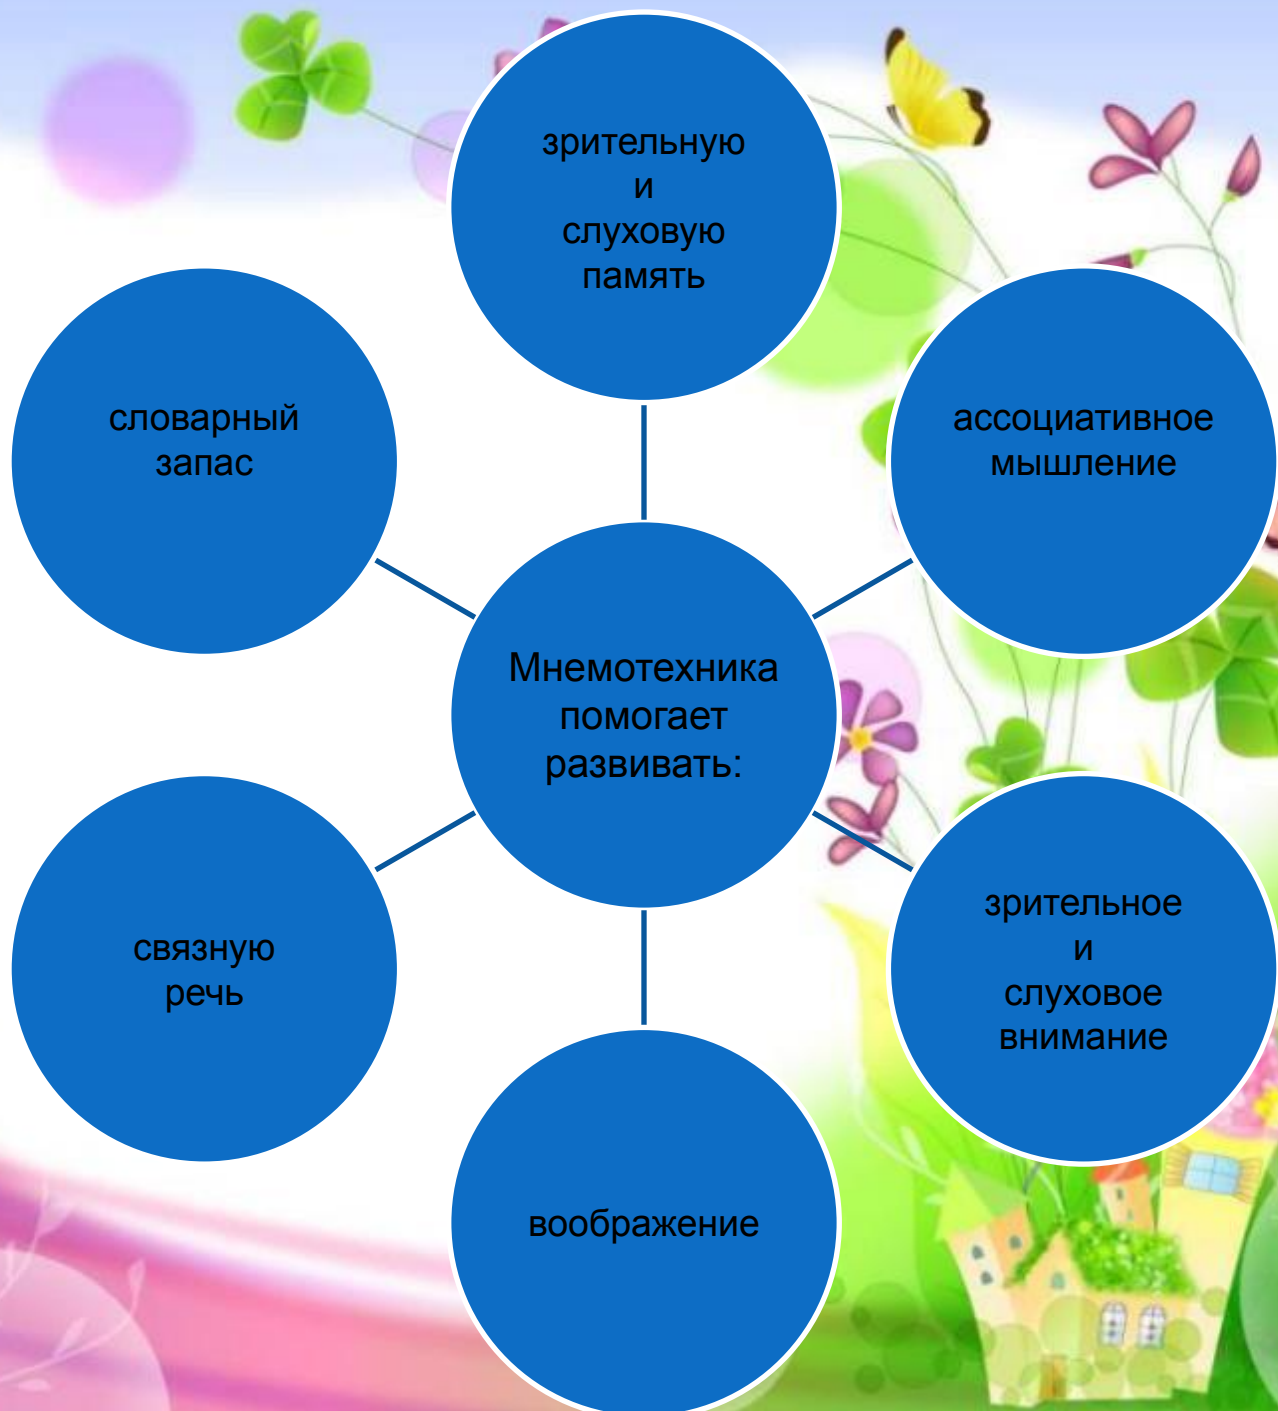 Мнемотехника
помогает
развивать:
зрительную
и
слуховую
память
ассоциативное
мышление
зрительное
и
слуховое
внимание
воображение
связную
речь
словарный
запас